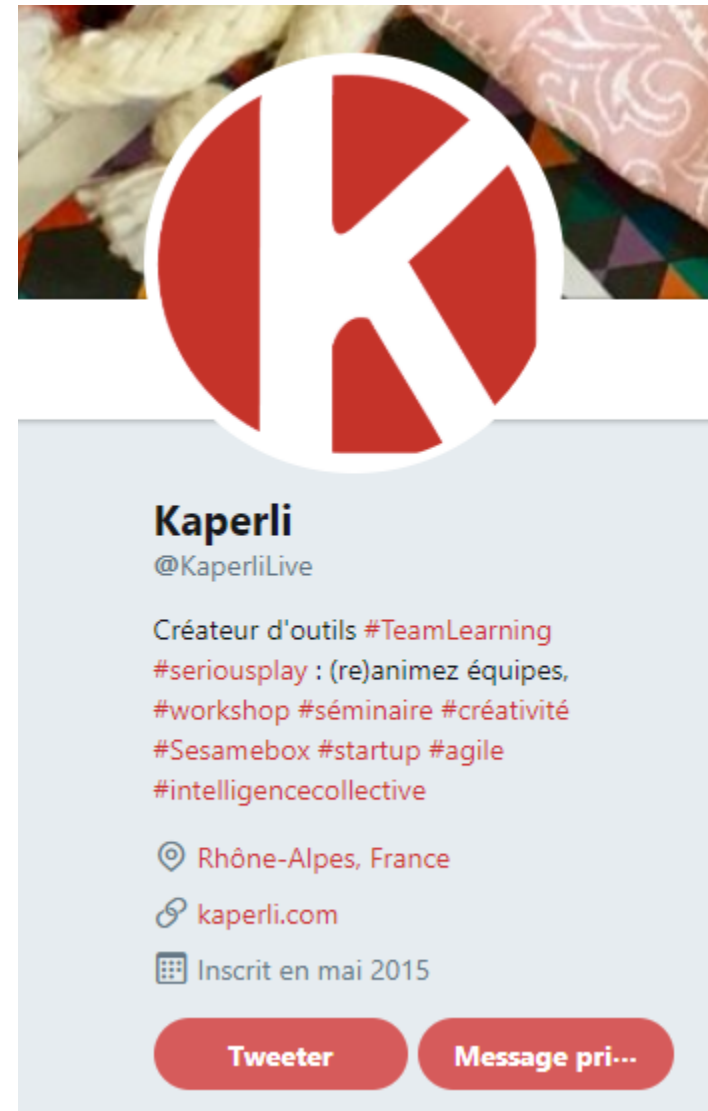 K
Kaperli
@KaperliLive
Créateur d'outils #TeamLearning
#seriousplay : (re)animez équipes,
#workshop #séminaire #créativité
#Sesamebox #startup #agile
#intelligencecollective
Rhône-Alpes, France
kaperli.com
Inscrit en mai 2015
Tweeter
Message pri...